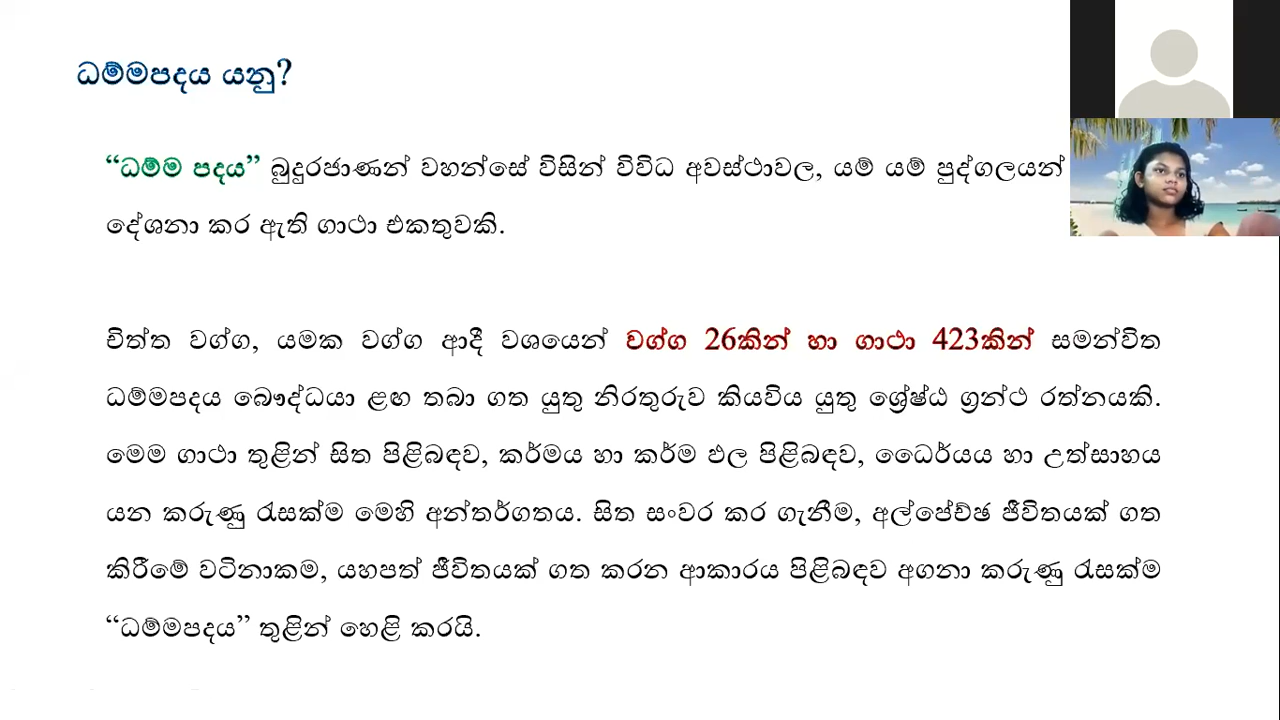 ධම්මපදය යනු?
“ධම්ම පදය” බුදුරජාණන් වහන්සේ විසින් විවිධ අවස්ථාවල, යම් යම් පුද්ගලයන්
දේශනා කර ඇති ගාථා එකතුවකි.
චිත්ත වග්ග, යමක වග්ග ආදී වශයෙන් වග්ග 26කින් හා ගාථා 423කින් සමන්විත
ධම්මපදය බෞද්ධයා ළඟ තබා ගත යුතු නිරතුරුව කියවිය යුතු ශ්‍රේෂ්ඨ ග්‍රන්ථ රත්නයකි.
මෙම ගාථා තුළින් සිත පිළිබඳව, කර්මය හා කර්ම ඵල පිළිබඳව, ධෛර්යය හා උත්සාහය
යන කරුණු රැසක්ම මෙහි අන්තර්ගතය. සිත සංවර කර ගැනීම, අල්පේච්ඡ ජීවිතයක් ගත
කිරීමේ වටිනාකම, යහපත් ජීවිතයක් ගත කරන ආකාරය පිළිබඳව අගනා කරුණු රැසක්ම
“ධම්මපදය” තුළින් හෙළි කරයි.